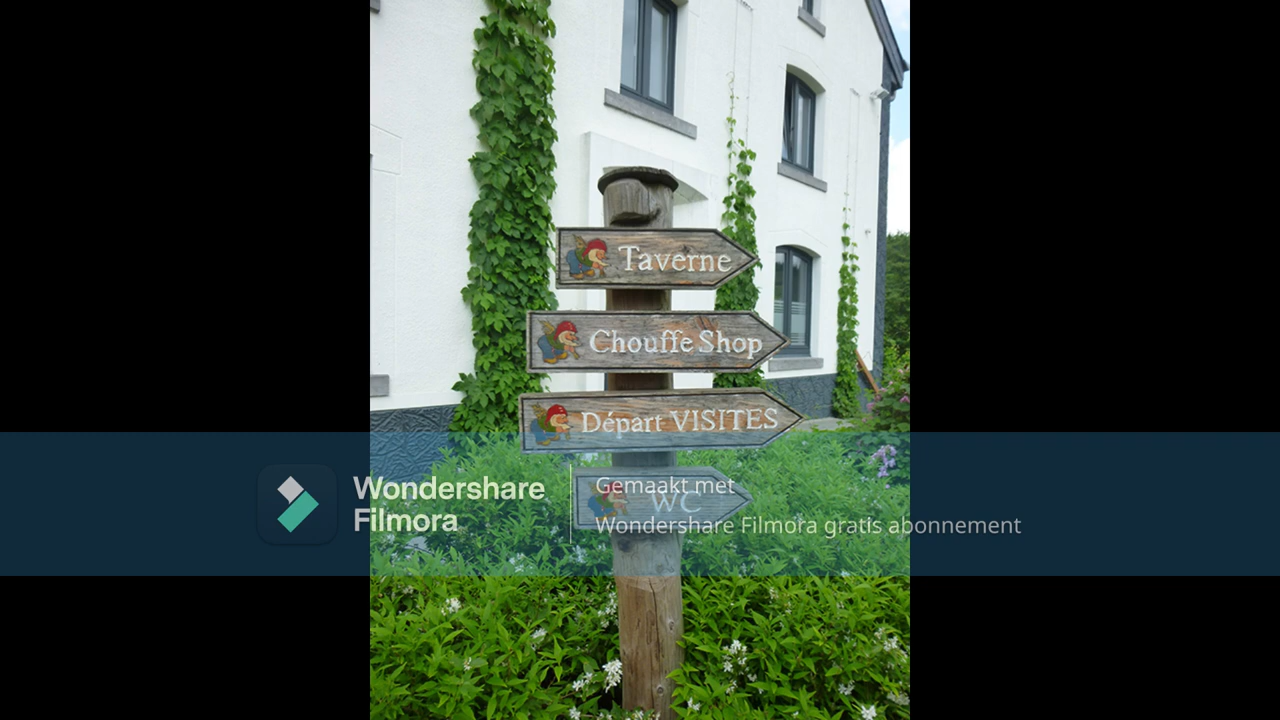 Taverne
Chouffe Shop
Départ VISITES
WC
Wondershare
Filmora
Gemaakt met
Wondershare Filmora gratis abonnement